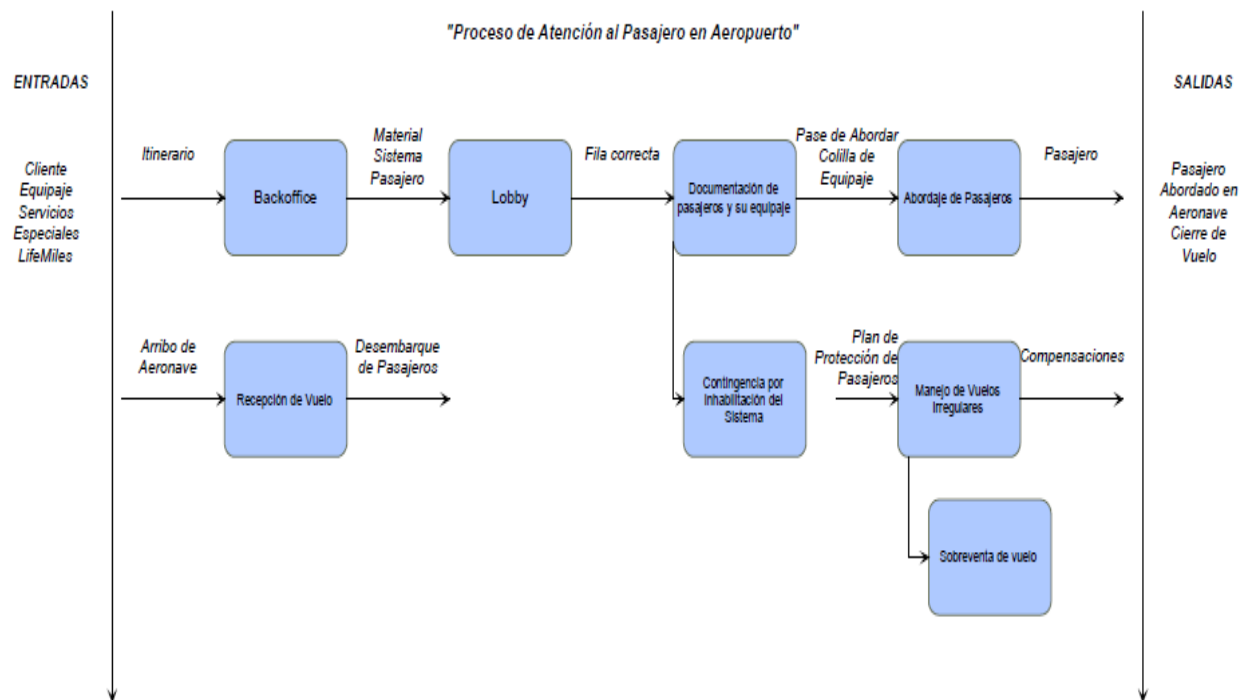 "Proceso de Atención al Pasajero en Aeropuerto"
ENTRADAS
SALIDAS
Cliente
Equipaje
Servicios
Especiales
LifeMiles
Itinerario
Backoffice
Material
Sistema
Pasajero
Lobby
Fila correcta
Documentación de
pasajeros y su equipaje
Pase de Abordar
Colilla de
Equipaje
Abordaje de Pasajeros
Pasajero
Pasajero
Abordado en
Aeronave
Cierre de
Vuelo
Arribo de
Aeronave
Recepción de Vuelo
Desembarque
de Pasajeros
Contingencia por
Inhabilitación del
Sistema
Plan de
Protección de
Pasajeros
Manejo de Vuelos
Irregulares
Compensaciones
Sobreventa de vuelo